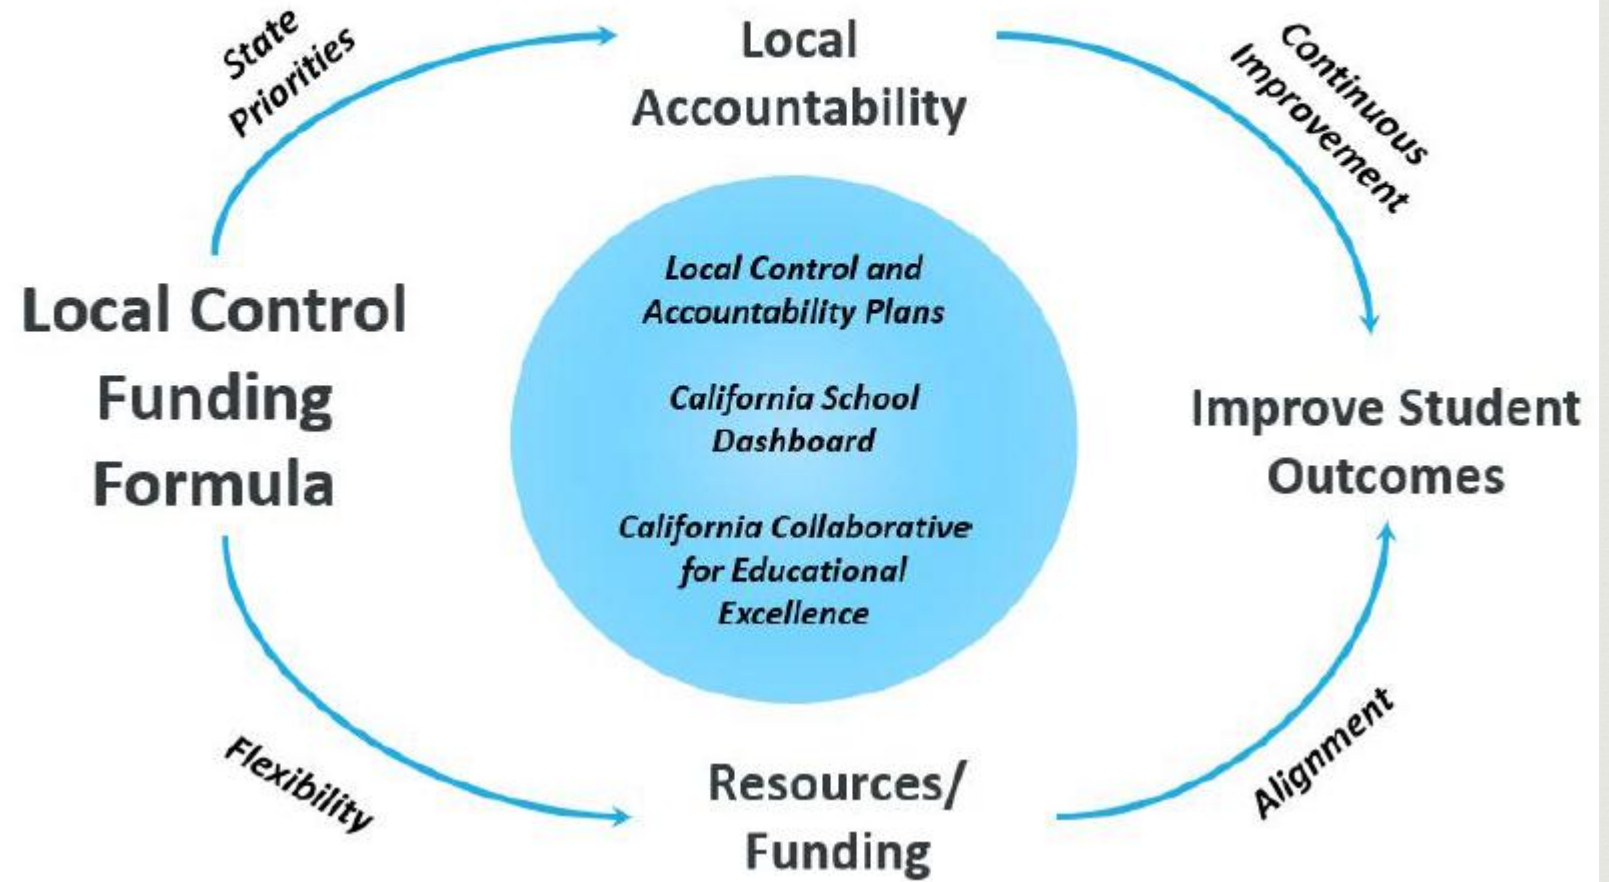 State
Priorities
Local
Accountability
Continuous
Improvement
Local Control
Funding
Formula
Local Control and
Accountability Plans
California School
Dashboard
California Collaborative
for Educational
Excellence
Improve Student
Outcomes
Flexibility
Resources/
Funding
Alignment